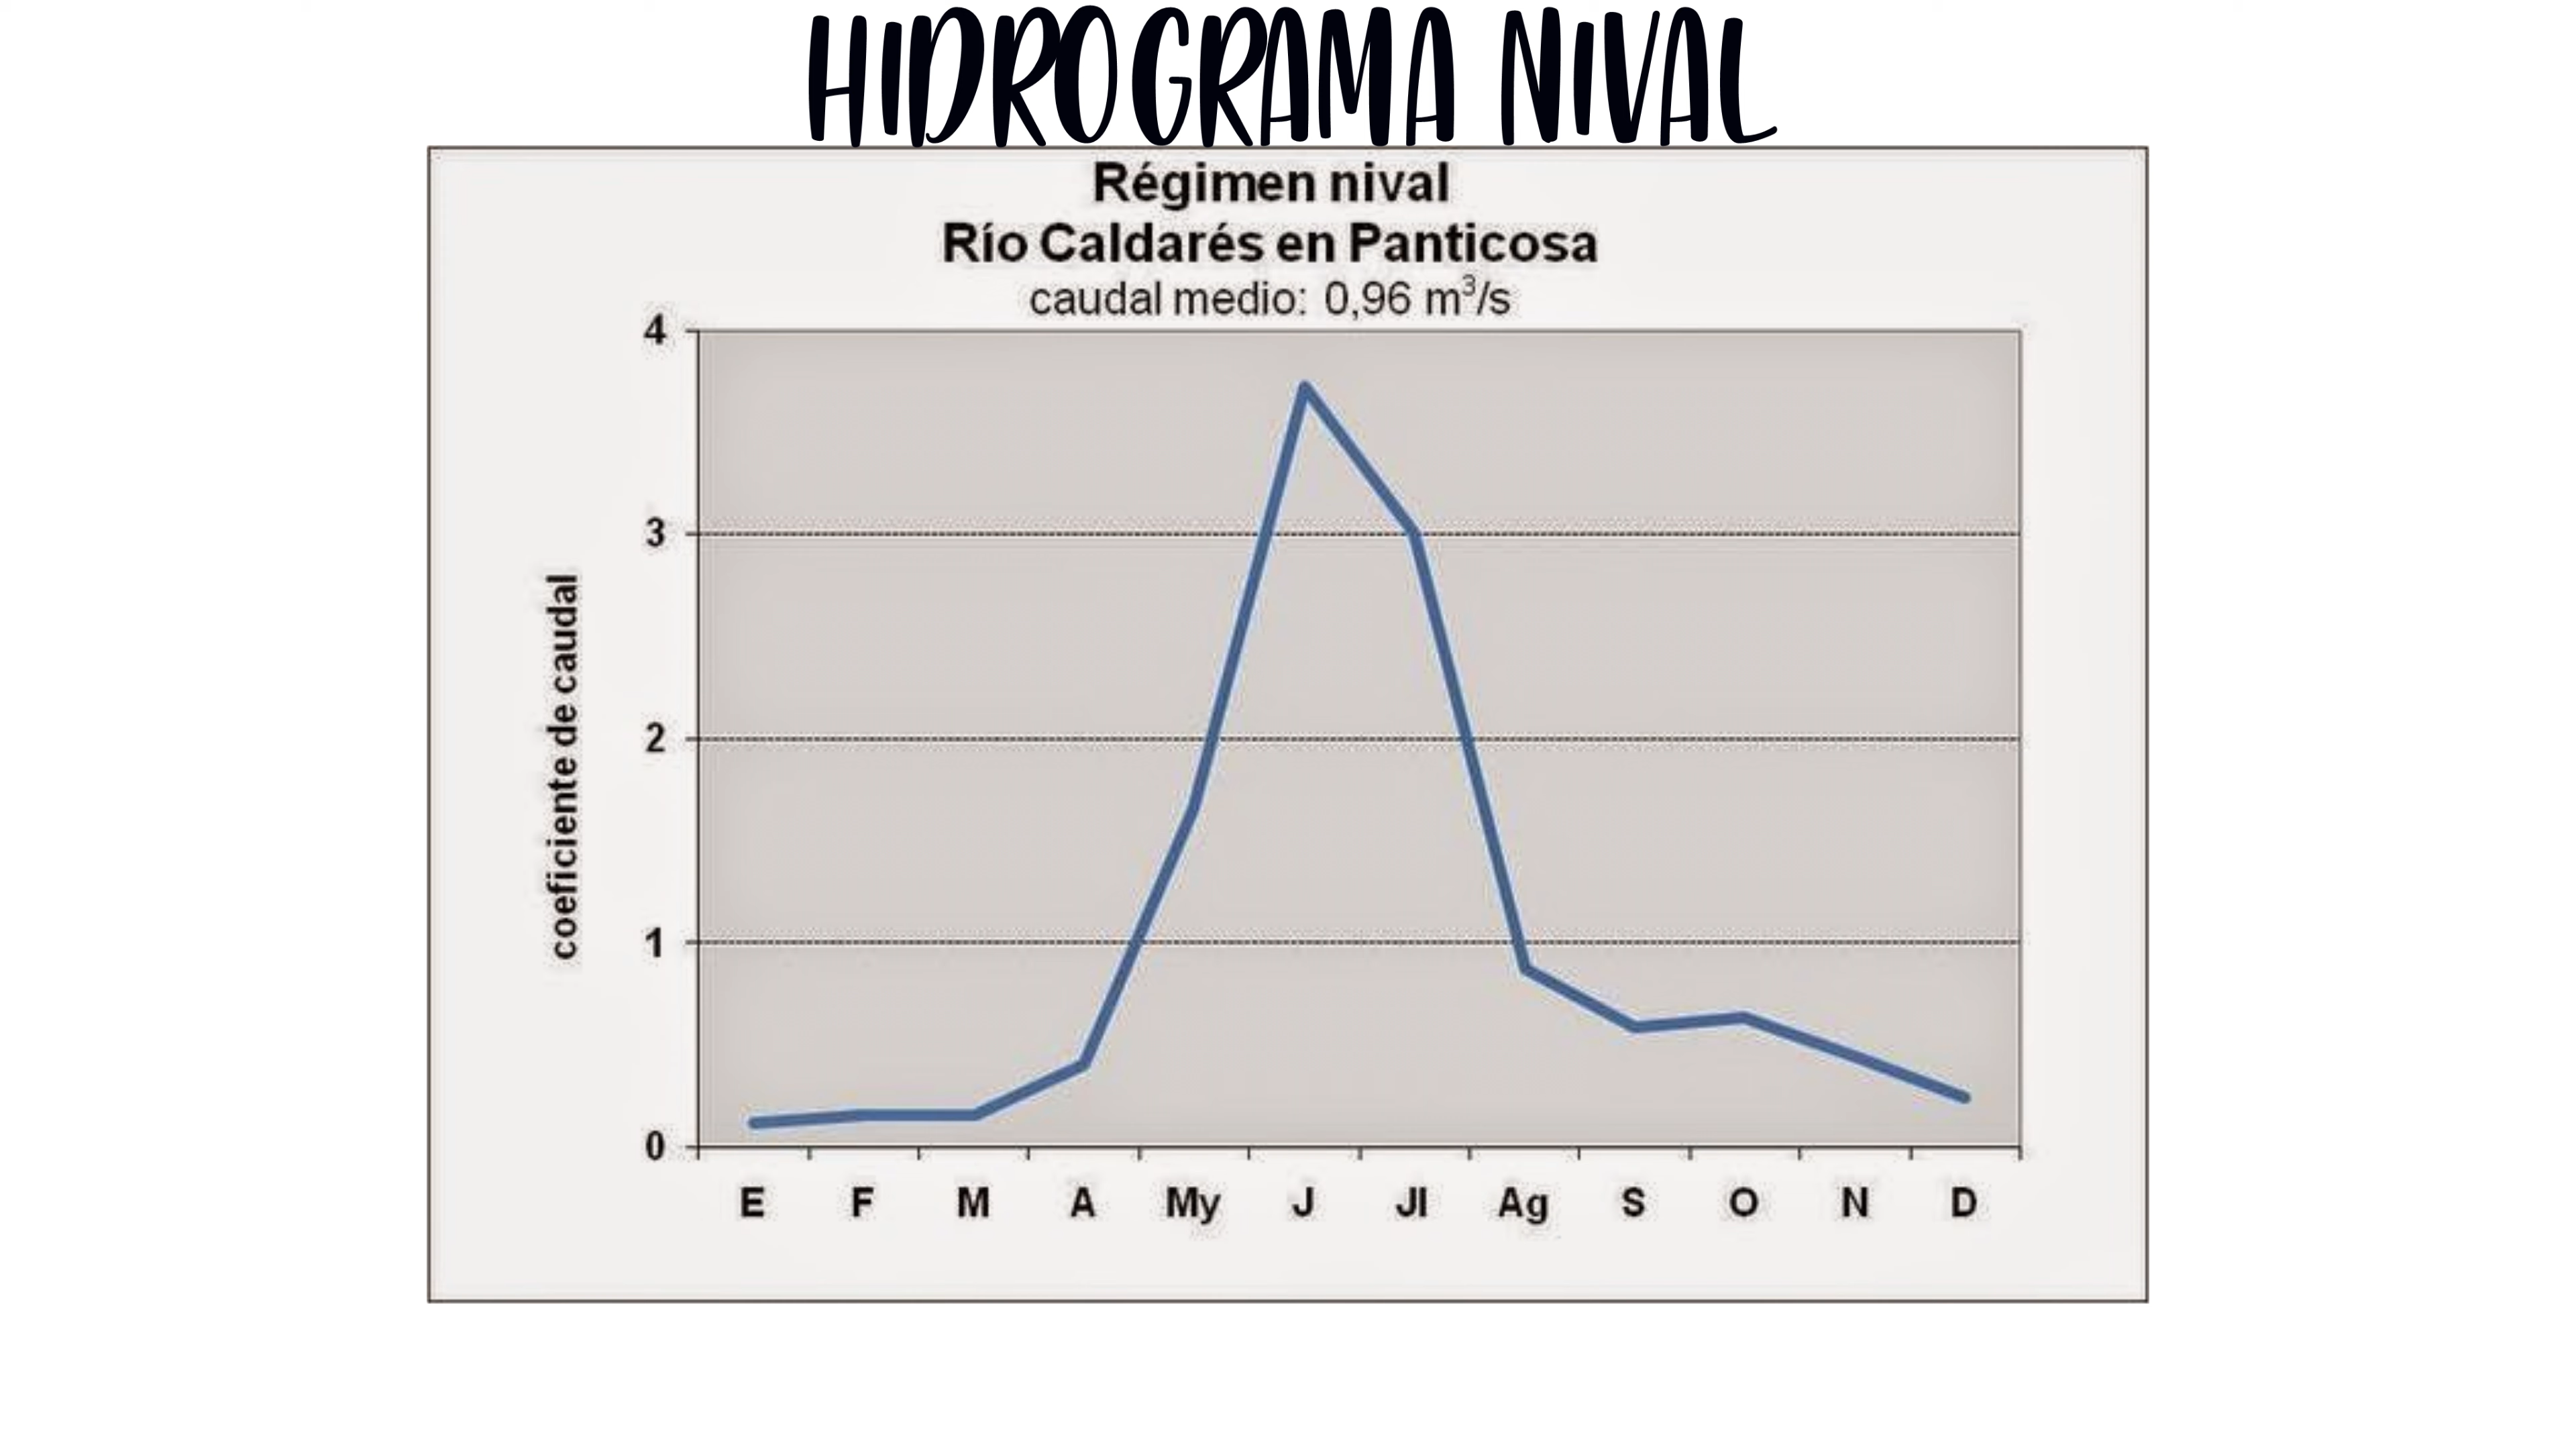 HIDROGRAMA NIVAL
Régimen nival
Río Caldarés en Panticosa
caudal medio: 0,96 m³/s
4
3
2
1
0
coeficiente de caudal
E F M A My J Jl Ag S O N D